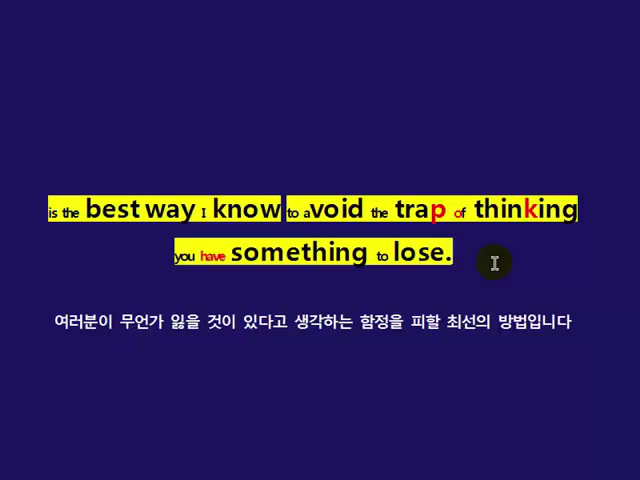 is the best way I know to avoid the trap of thinking
you have something to lose.
여러분이 무언가 잃을 것이 있다고 생각하는 함정을 피할 최선의 방법입니다